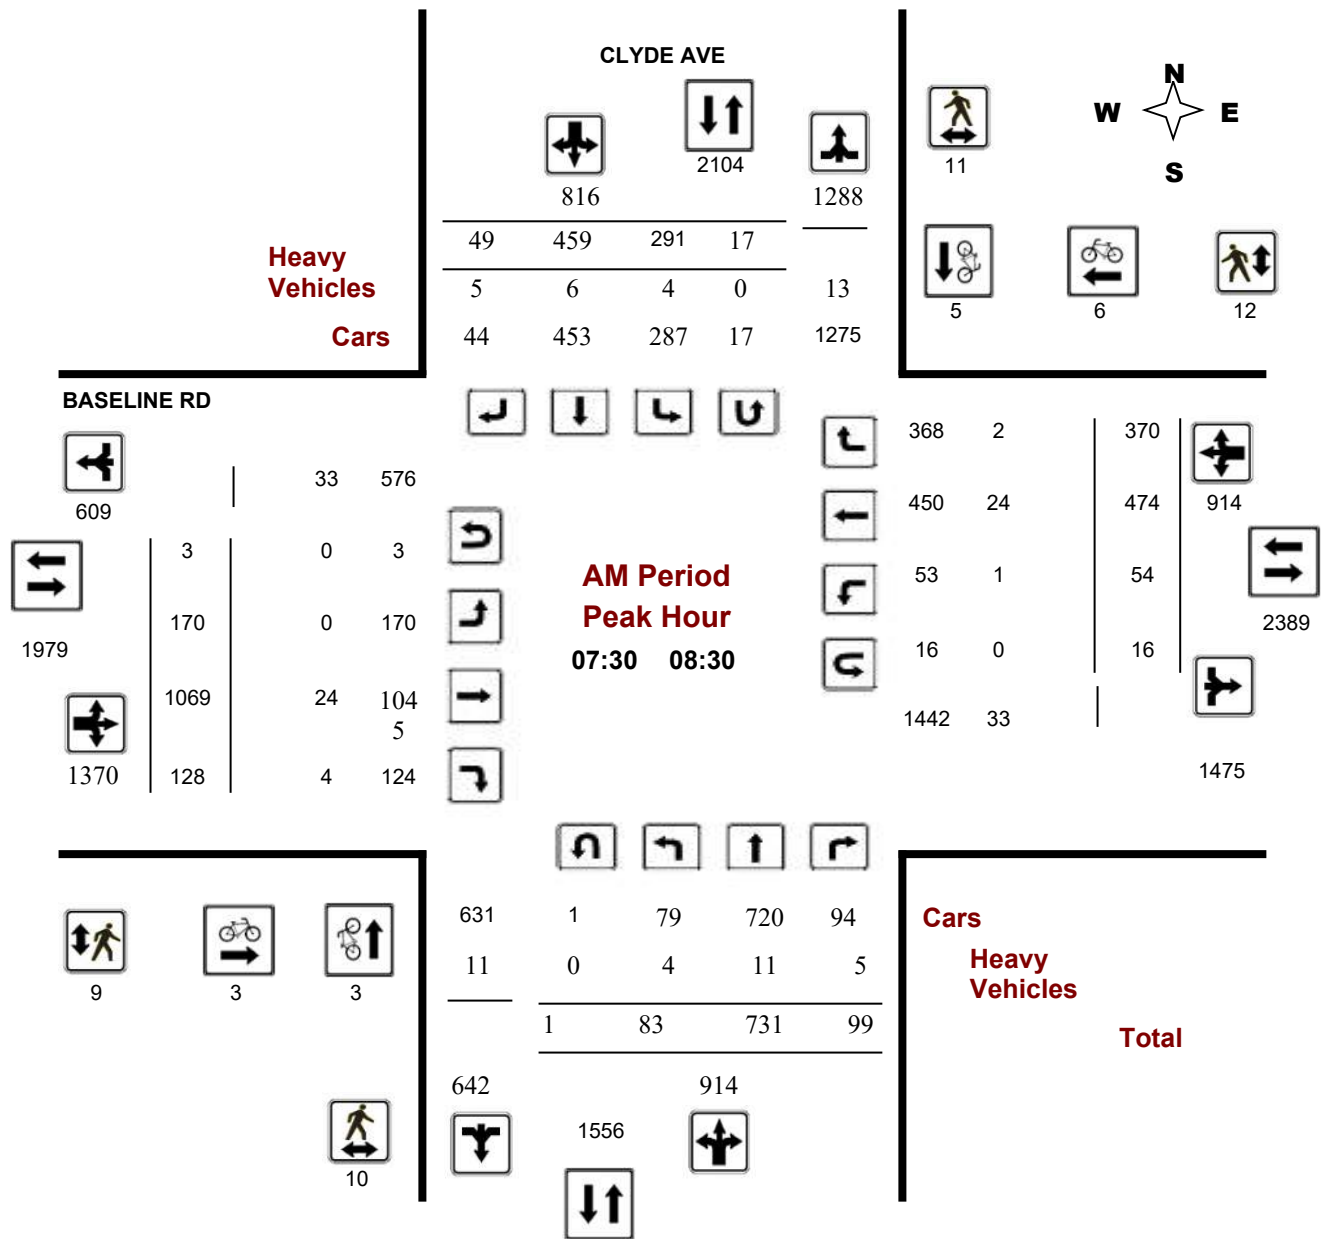 CLYDE AVE
N
W E
S
2104
11
816 1288
49 459 291 17
Heavy
Vehicles
5 6 4 0 13
Cars
44 453 287 17 1275
5 6 12
BASELINE RD
609
33 576
3 0 3
170 0 170
1979
1069 24 104
5
1370 128 4 124
AM Period
Peak Hour
07:30 08:30
368 2 370
450 24 474 914
53 1 54
2389
16 0 16
1442 33
1475
631 1 79 720 94
Cars
11 0 4 11 5
Heavy
Vehicles
9 3 3
1 83 731 99
Total
642 914
1556
10